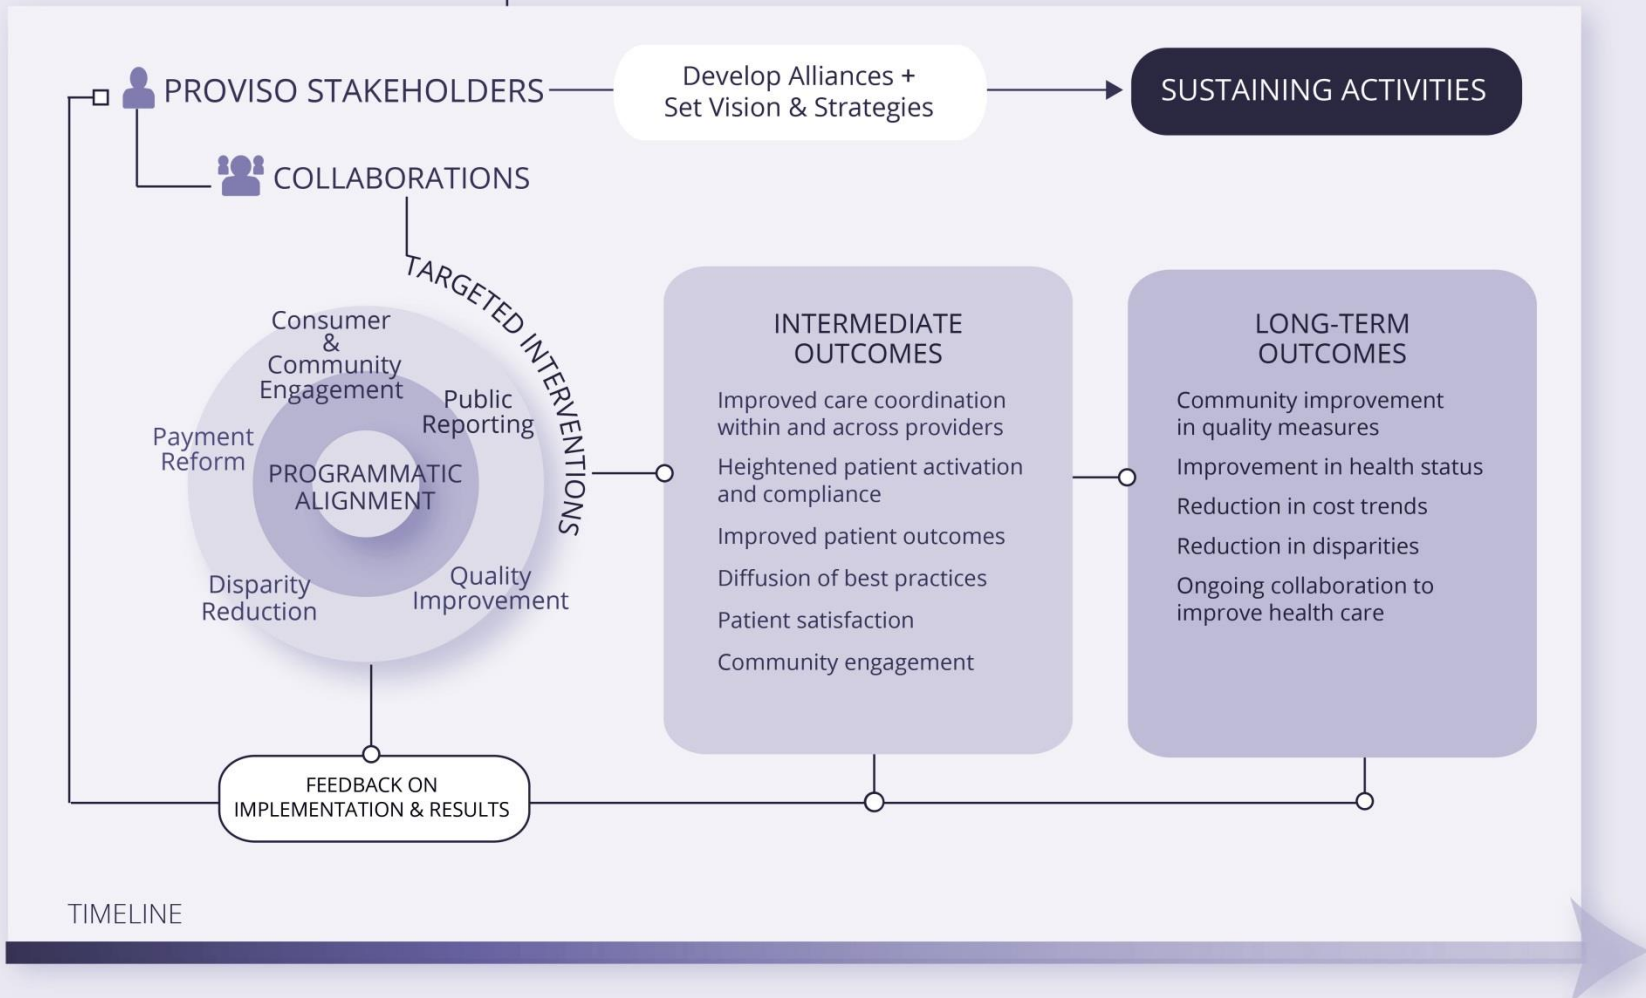 PROVISO STAKEHOLDERS
Develop Alliances +
Set Vision & Strategies
SUSTAINING ACTIVITIES
COLLABORATIONS
TARGETED INTERVENTIONS
Consumer
&
Community
Engagement
Public
Reporting
Payment
Reform
PROGRAMMATIC
ALIGNMENT
Disparity
Reduction
Quality
Improvement
INTERMEDIATE
OUTCOMES
Improved care coordination
within and across providers
Heightened patient activation
and compliance
Improved patient outcomes
Diffusion of best practices
Patient satisfaction
Community engagement
LONG-TERM
OUTCOMES
Community improvement
in quality measures
Improvement in health status
Reduction in cost trends
Reduction in disparities
Ongoing collaboration to
improve health care
FEEDBACK ON
IMPLEMENTATION & RESULTS
TIMELINE